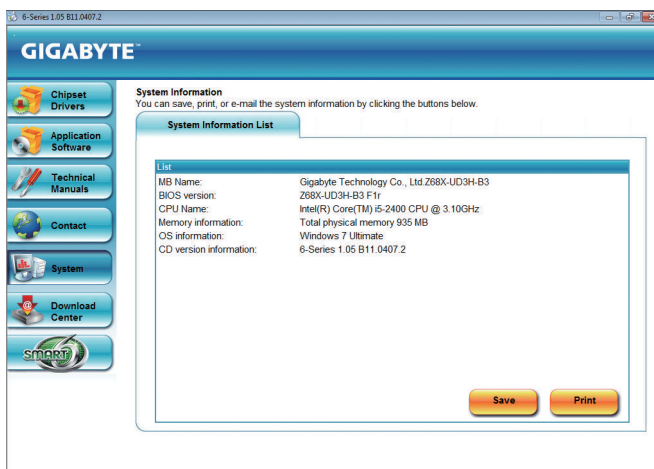 6-Series 1.05 B11.0407.2
GIGABYTE™
Chipset
Drivers
Application
Software
Technical
Manuals
Contact
System
Download
Center
SMART 6
System Information
You can save, print, or e-mail the system information by clicking the buttons below.
System Information List
List
MB Name: Gigabyte Technology Co., Ltd.Z68X-UD3H-B3
BIOS version: Z68X-UD3H-B3 F1r
CPU Name: Intel(R) Core(TM) i5-2400 CPU @ 3.10GHz
Memory information: Total physical memory 935 MB
OS information: Windows 7 Ultimate
CD version information: 6-Series 1.05 B11.0407.2
Save Print